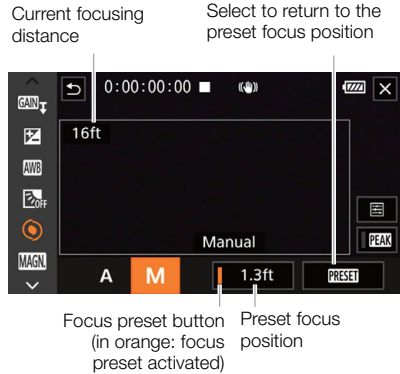 Current focusing
distance
Select to return to the
preset focus position
0:00:00:00
GAIN
16ft
AWB
OFF
Manual
PEAK
MAGN.
A
M
1.3ft
PRESET
Focus preset button
(in orange: focus
preset activated)
Preset focus
position